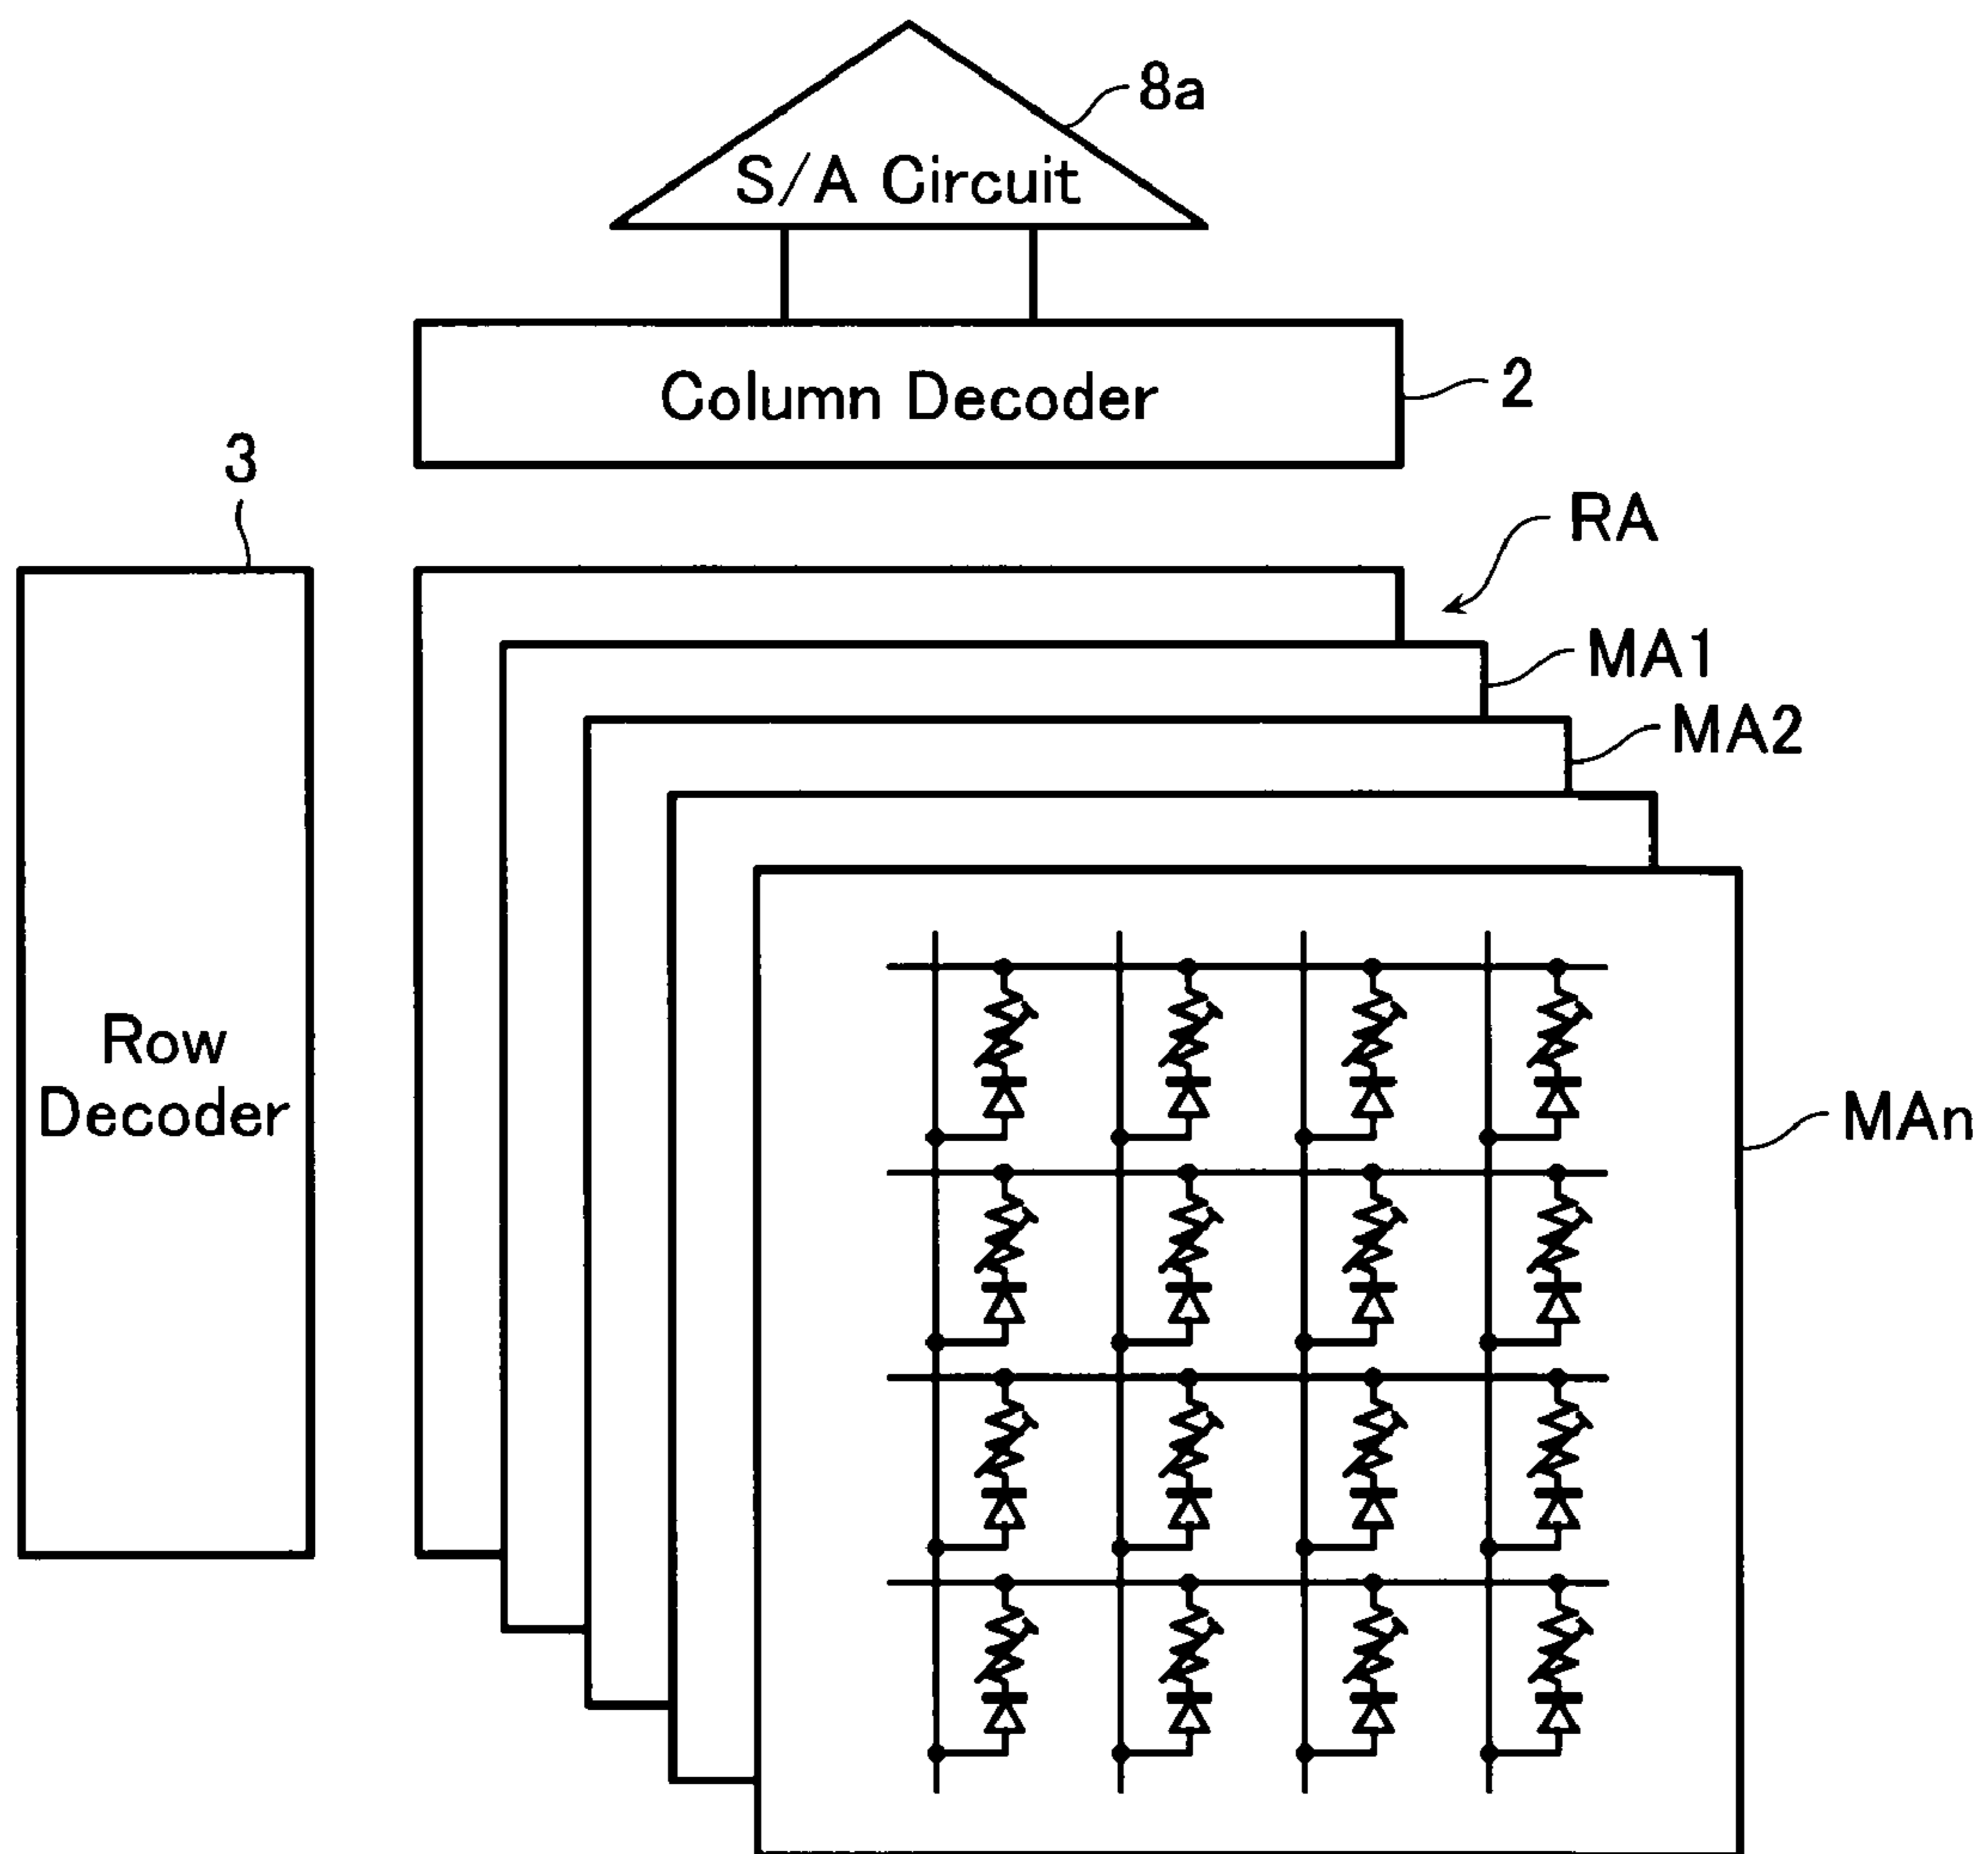 8a
S/A Circuit
Column Decoder
2
3
RA
MA1
MA2
Row
Decoder
MAn